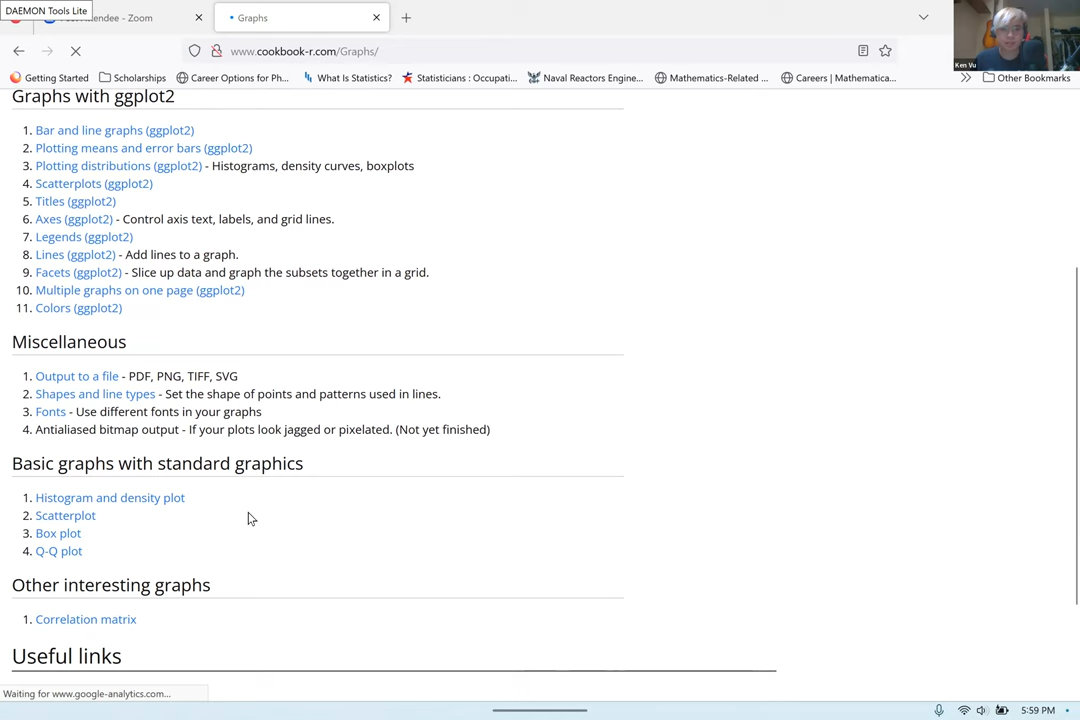 DAEMON Tools Lite
Attendee - Zoom
Graphs
www.cookbook-r.com/Graphs/
Getting Started
Scholarships
Career Options for Ph...
What Is Statistics?
Statisticians : Occupati...
Naval Reactors Engine...
Mathematics-Related ...
Careers | Mathematica...
Other Bookmarks
Ken Vu
Graphs with ggplot2
1. Bar and line graphs (ggplot2)
2. Plotting means and error bars (ggplot2)
3. Plotting distributions (ggplot2) - Histograms, density curves, boxplots
4. Scatterplots (ggplot2)
5. Titles (ggplot2)
6. Axes (ggplot2) - Control axis text, labels, and grid lines.
7. Legends (ggplot2)
8. Lines (ggplot2) - Add lines to a graph.
9. Facets (ggplot2) - Slice up data and graph the subsets together in a grid.
10. Multiple graphs on one page (ggplot2)
11. Colors (ggplot2)
Miscellaneous
1. Output to a file - PDF, PNG, TIFF, SVG
2. Shapes and line types - Set the shape of points and patterns used in lines.
3. Fonts - Use different fonts in your graphs
4. Antialiased bitmap output - If your plots look jagged or pixelated. (Not yet finished)
Basic graphs with standard graphics
1. Histogram and density plot
2. Scatterplot
3. Box plot
4. Q-Q plot
Other interesting graphs
1. Correlation matrix
Useful links
Waiting for www.google-analytics.com...
5:59 PM